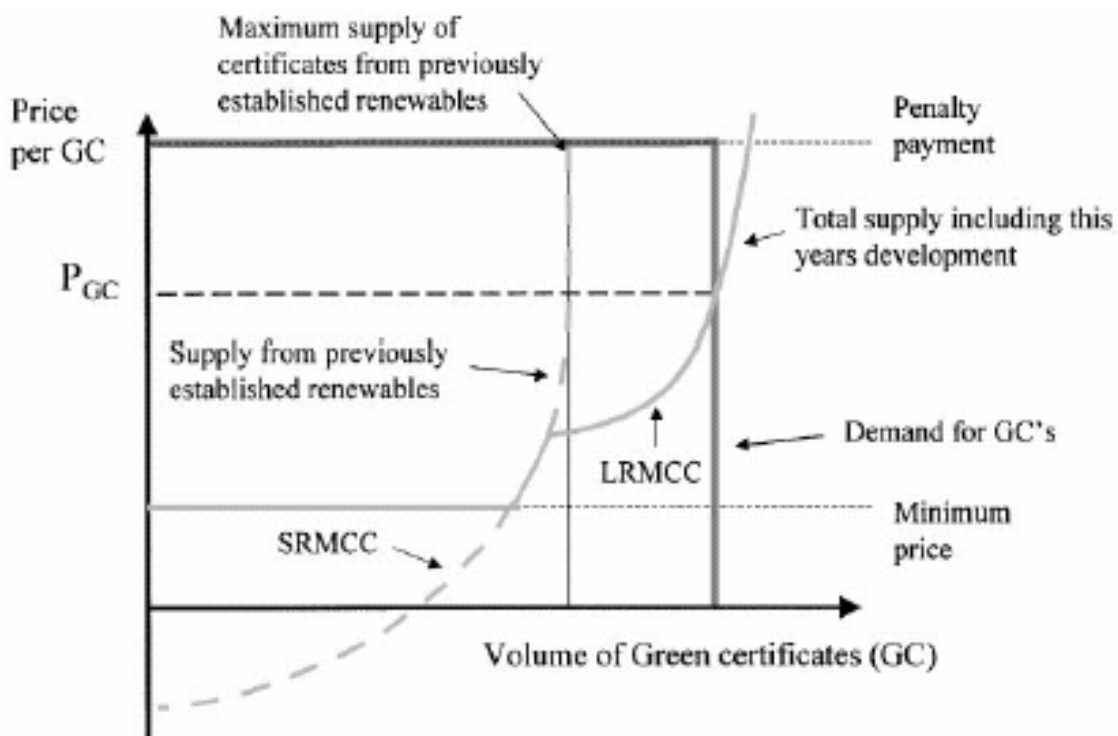 Maximum supply of
certificates from previously
established renewables
Price
per GC
Penalty
payment
Total supply including this
years development
PGC
Supply from previously
established renewables
Demand for GC's
LRMCC
Minimum
price
SRMCC
Volume of Green certificates (GC)